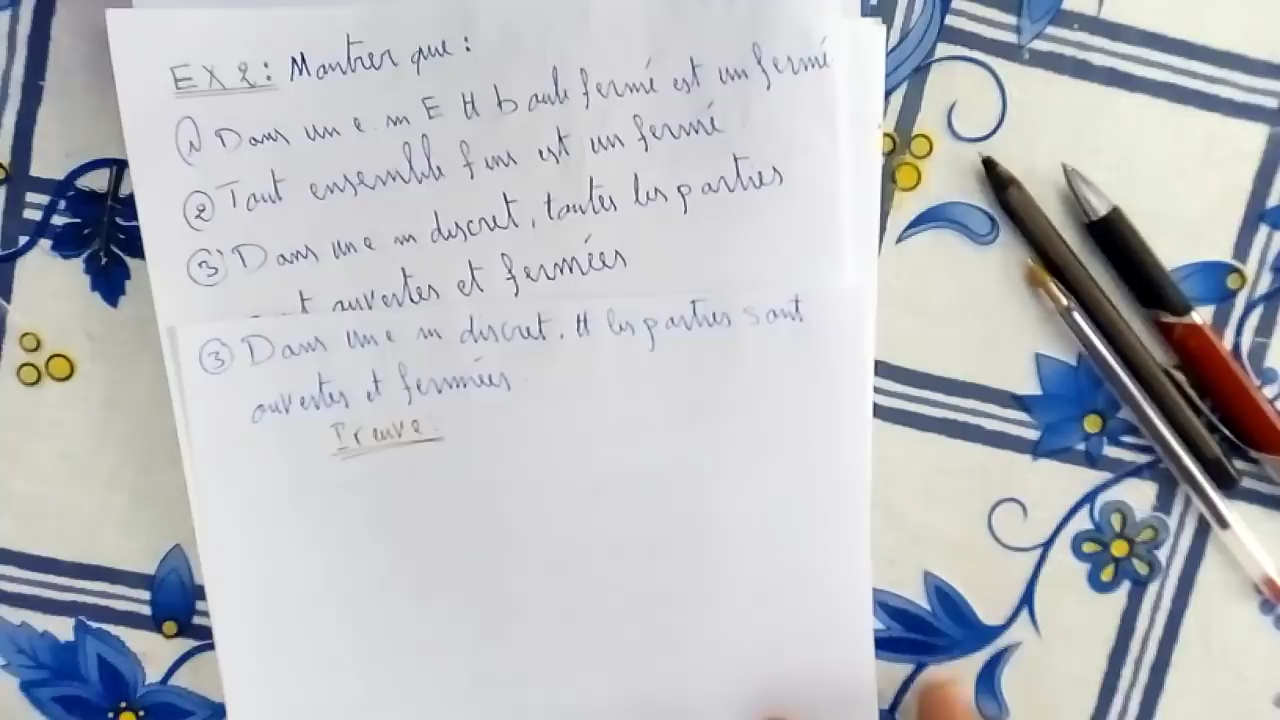 EX 2: Montrer que :
① Dans un e m E ∀ boule fermé est un fermé
② Tout ensemble fini est un fermé
③ Dans un e m discret, toutes les parties
ouvertes et fermées
③ Dans un e m discret, ∀ les parties sont
ouvertes et fermées
Preuve: